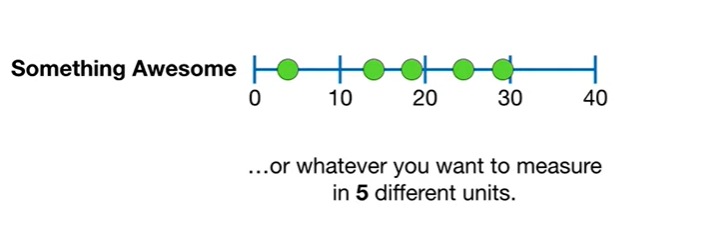 Something Awesome
0 10 20 30 40
…or whatever you want to measure
in 5 different units.